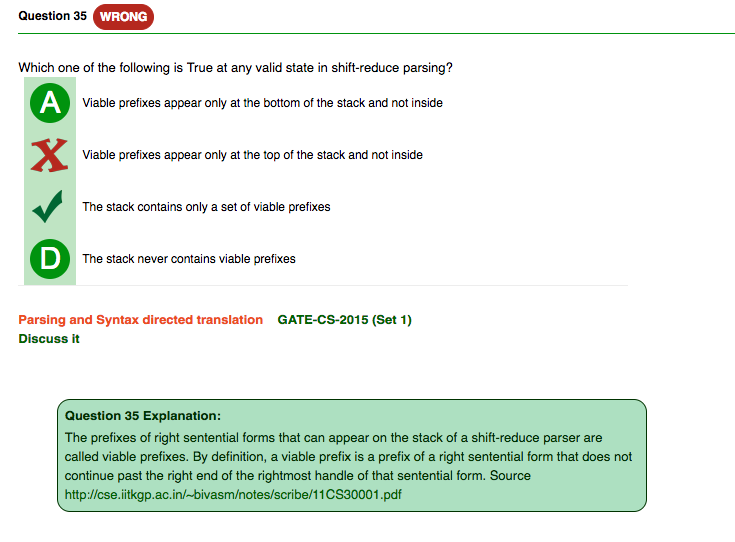 Question 35 WRONG
Which one of the following is True at any valid state in shift-reduce parsing?
A Viable prefixes appear only at the bottom of the stack and not inside
X Viable prefixes appear only at the top of the stack and not inside
✓ The stack contains only a set of viable prefixes
D The stack never contains viable prefixes
Parsing and Syntax directed translation GATE-CS-2015 (Set 1)
Discuss it
Question 35 Explanation:
The prefixes of right sentential forms that can appear on the stack of a shift-reduce parser are
called viable prefixes. By definition, a viable prefix is a prefix of a right sentential form that does not
continue past the right end of the rightmost handle of that sentential form. Source
http://cse.iitkgp.ac.in/~bivasm/notes/scribe/11CS30001.pdf